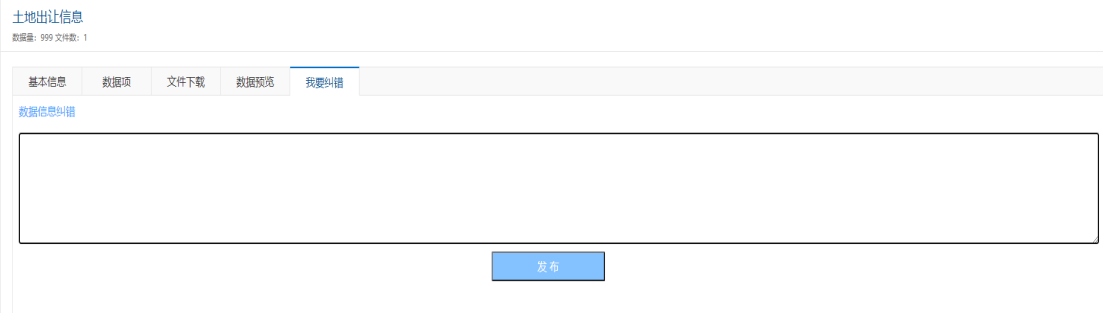 土地出让信息
数据量：999 文件数：1
基本信息 数据项 文件下载 数据预览 我要纠错
数据信息纠错
发布